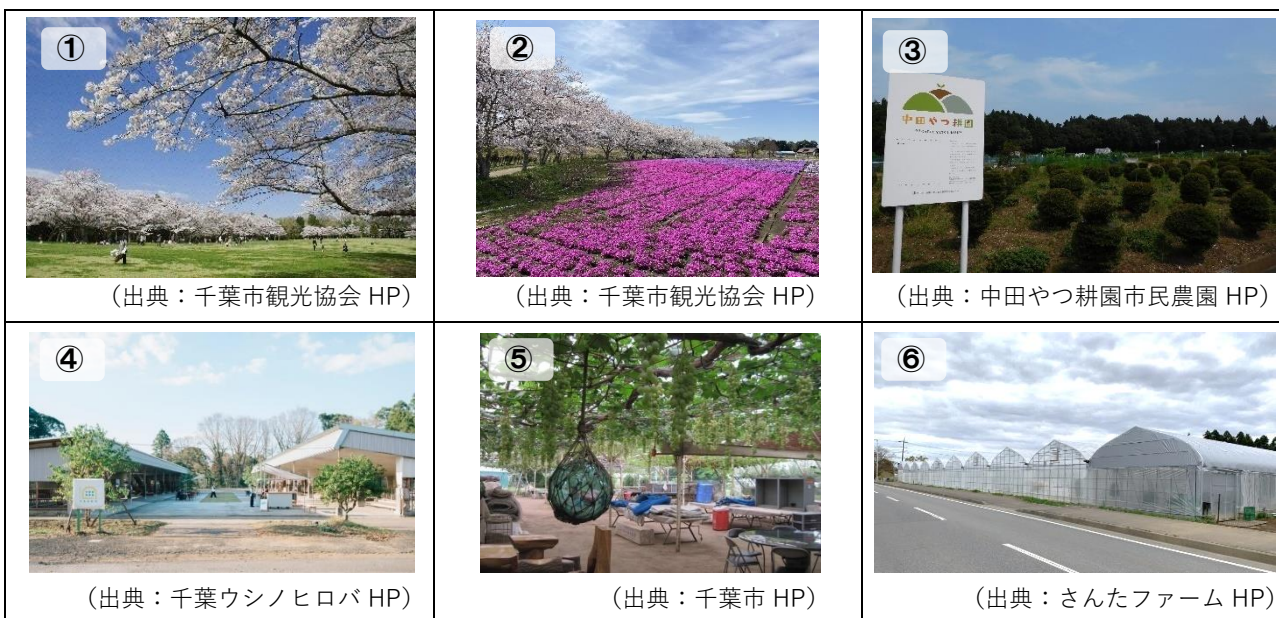 ①
②
③
中田やつ耕園
（出典：千葉市観光協会 HP）
（出典：千葉市観光協会 HP）
（出典：中田やつ耕園市民農園 HP）
④
⑤
⑥
（出典：千葉ウシノヒロバ HP）
（出典：千葉市 HP）
（出典：さんたファーム HP）